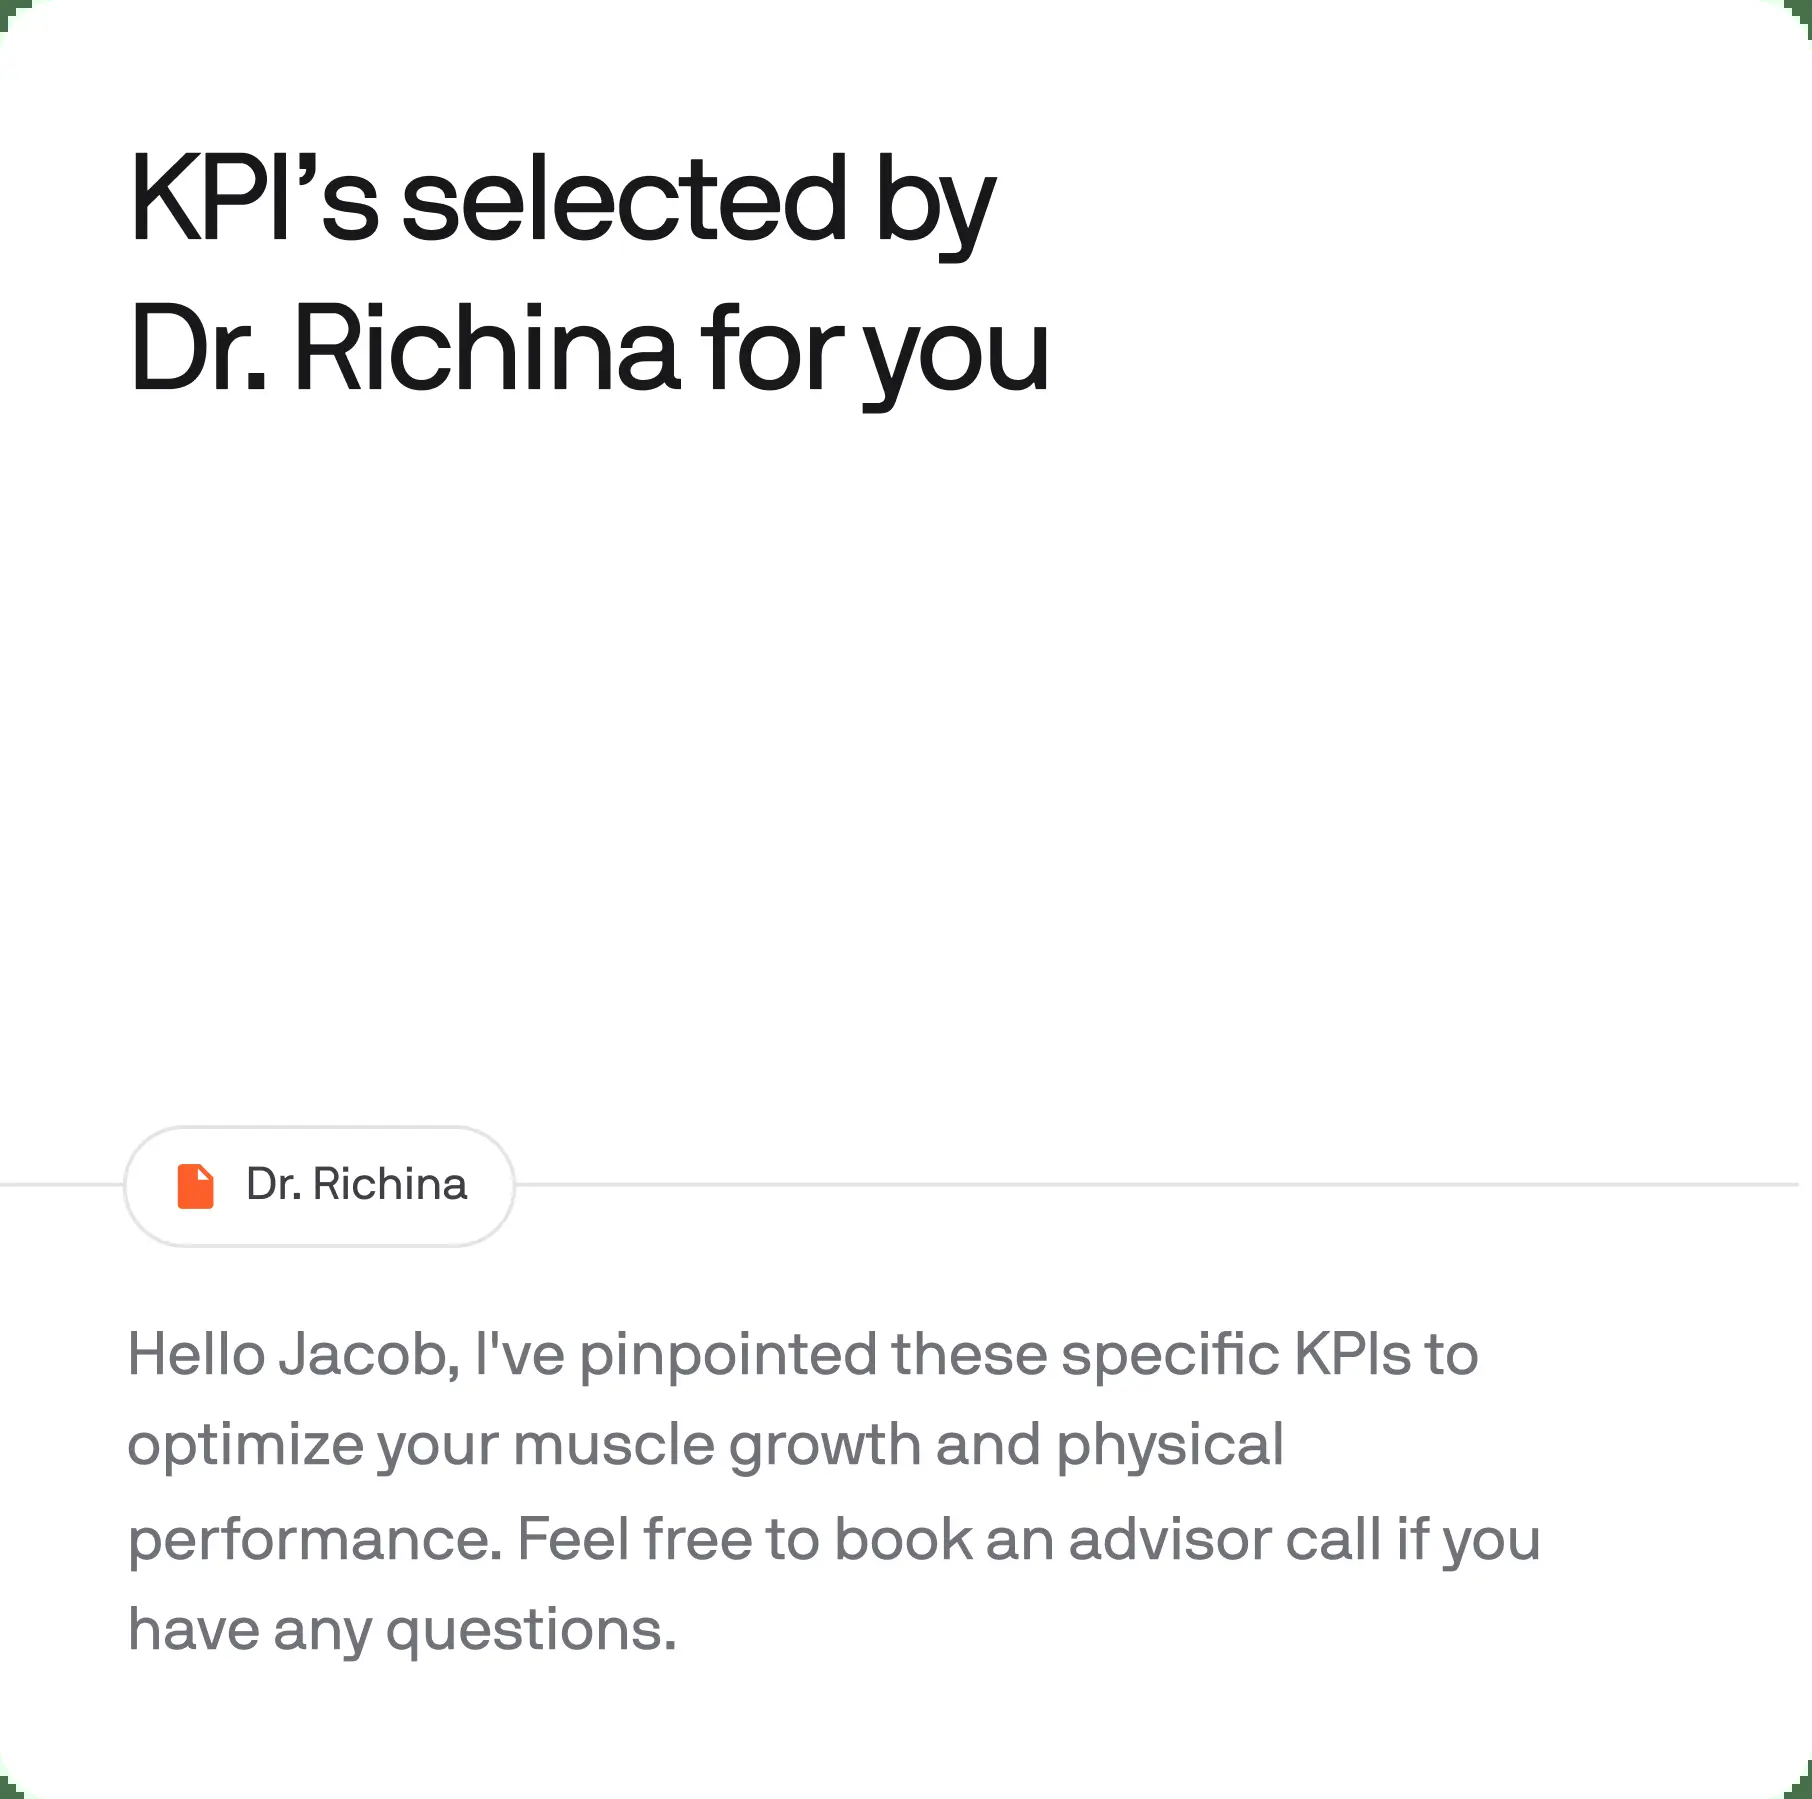 KPI’s selected by
Dr. Richina for you
Dr. Richina
Hello Jacob, I've pinpointed these specific KPIs to
optimize your muscle growth and physical
performance. Feel free to book an advisor call if you
have any questions.